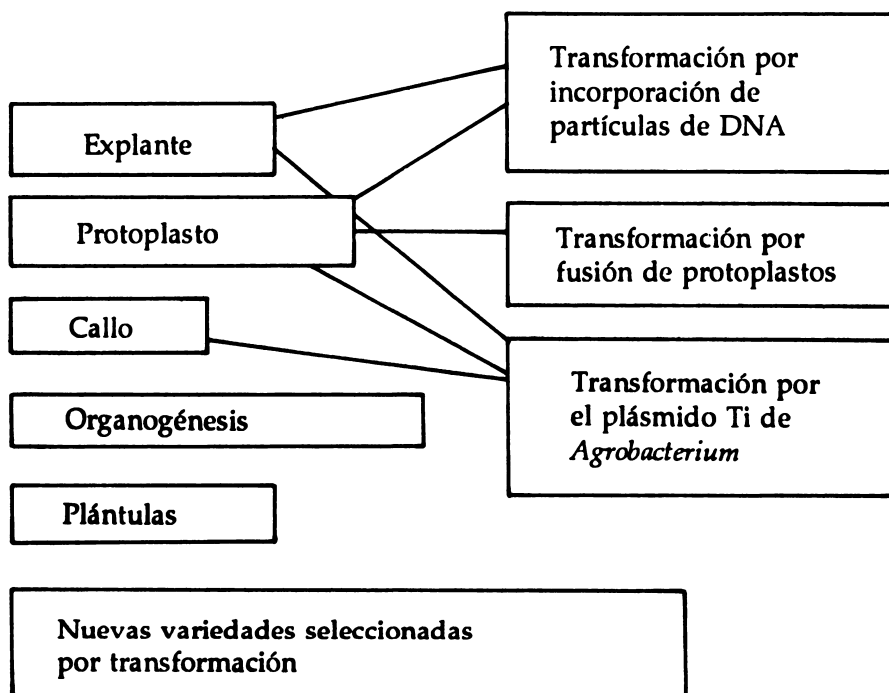 Explante
Protoplasto
Callo
Organogénesis
Plántulas
Nuevas variedades seleccionadas
por transformación
Transformación por
incorporación de
partículas de DNA
Transformación por
fusión de protoplastos
Transformación por
el plásmido Ti de
Agrobacterium